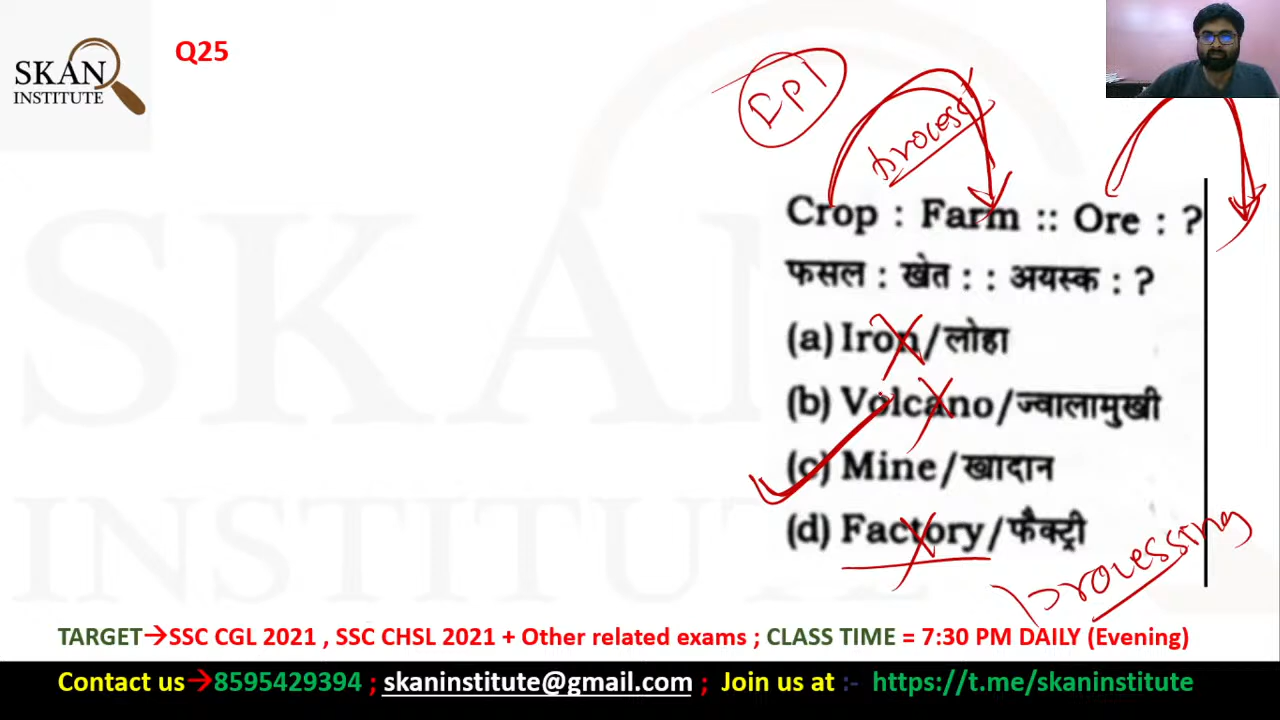 SKAN
INSTITUTE
Q25
process
Crop : Farm :: Ore : ?
फसल : खेत : : अयस्क : ?
(a) Iron/लोहा
(b) Volcano/ज्वालामुखी
(c) Mine/खादान
(d) Factory/फैक्ट्री
processing
SKAN
INSTITUTE
TARGET→SSC CGL 2021 , SSC CHSL 2021 + Other related exams ; CLASS TIME = 7:30 PM DAILY (Evening)
Contact us→8595429394 ; skaninstitute@gmail.com ; Join us at :- https://t.me/skaninstitute